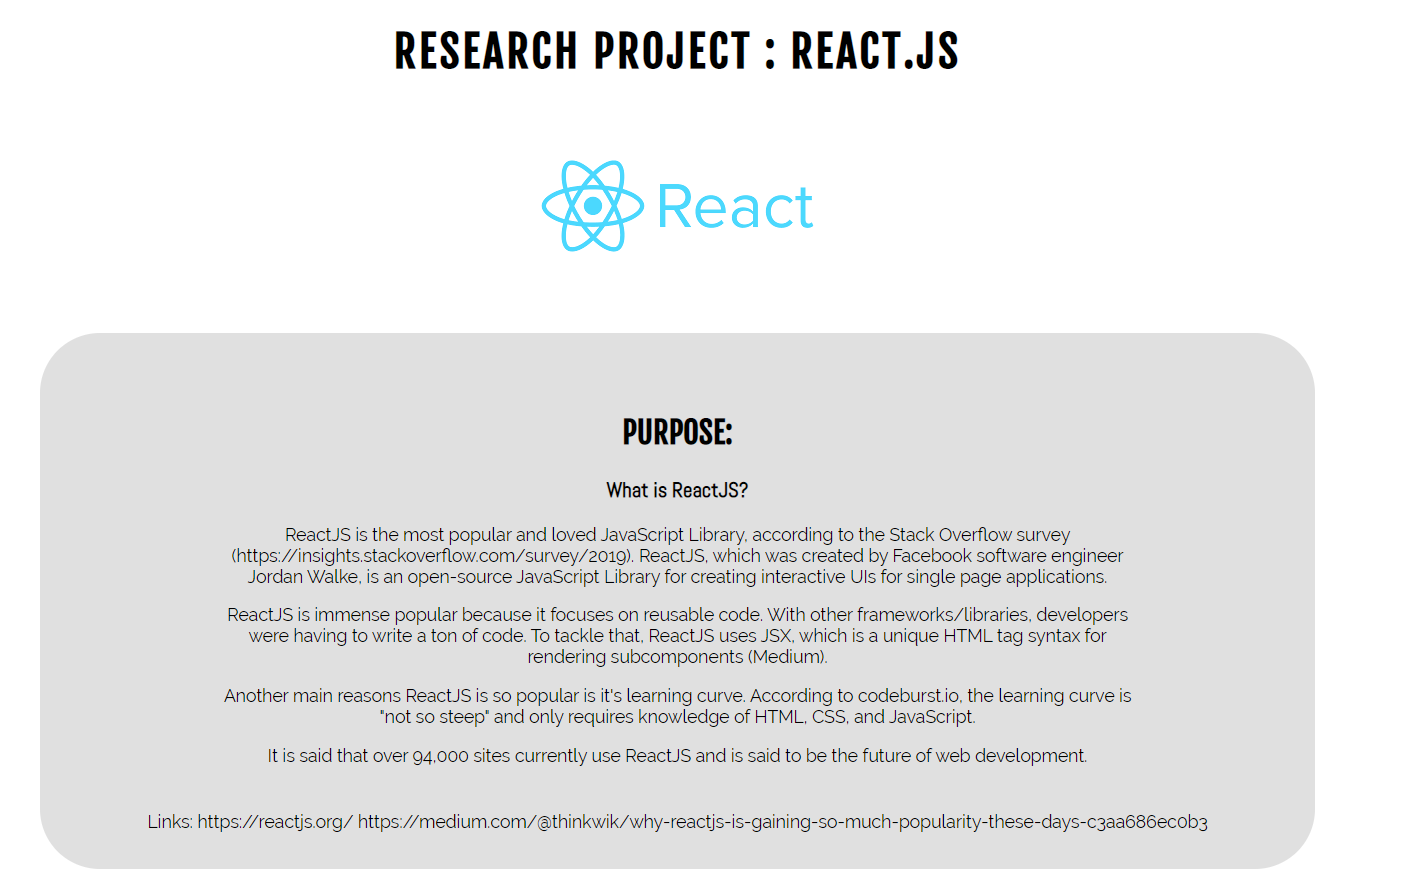 RESEARCH PROJECT : REACT.JS
React
PURPOSE:
What is ReactJS?
ReactJS is the most popular and loved JavaScript Library, according to the Stack Overflow survey
(https://insights.stackoverflow.com/survey/2019). ReactJS, which was created by Facebook software engineer
Jordan Walke, is an open-source JavaScript Library for creating interactive UIs for single page applications.
ReactJS is immense popular because it focuses on reusable code. With other frameworks/libraries, developers
were having to write a ton of code. To tackle that, ReactJS uses JSX, which is a unique HTML tag syntax for
rendering subcomponents (Medium).
Another main reasons ReactJS is so popular is it's learning curve. According to codeburst.io, the learning curve is
"not so steep" and only requires knowledge of HTML, CSS, and JavaScript.
It is said that over 94,000 sites currently use ReactJS and is said to be the future of web development.
Links: https://reactjs.org/ https://medium.com/@thinkwik/why-reactjs-is-gaining-so-much-popularity-these-days-c3aa686ec0b3